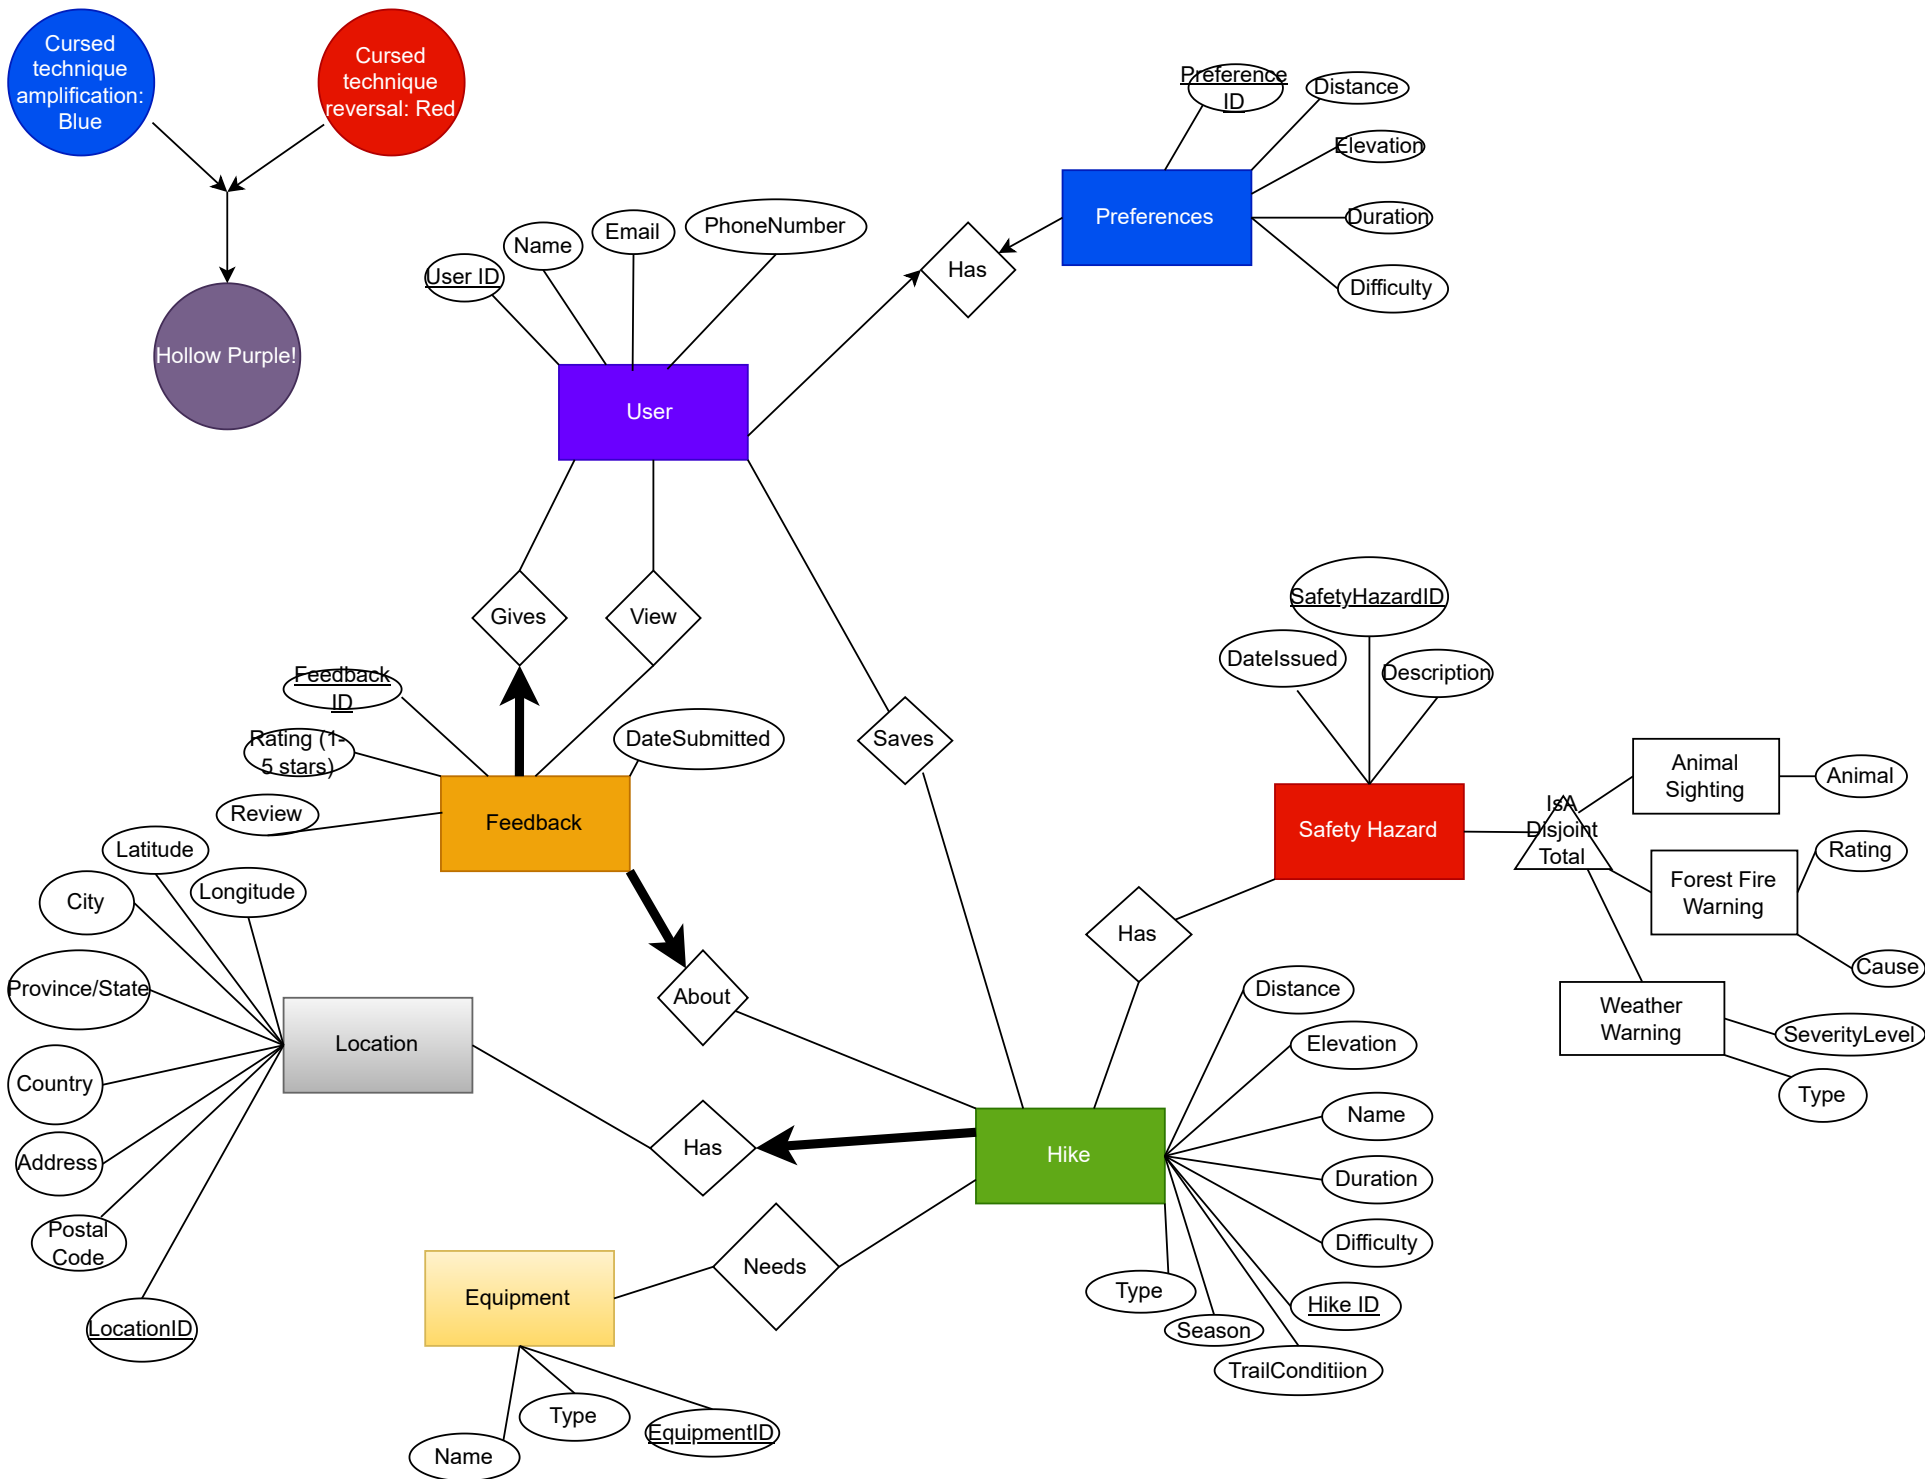 Cursed
technique
amplification:
Blue
Cursed
technique
reversal: Red
Hollow Purple!
Preference
ID
Distance
Elevation
Duration
Difficulty
Preferences
Has
User ID
Name
Email
PhoneNumber
User
Gives
View
Saves
Feedback
ID
Rating (1-
5 stars)
Review
DateSubmitted
Feedback
About
SafetyHazardID
DateIssued
Description
Safety Hazard
IsA
Disjoint
Total
Animal
Sighting
Animal
Forest Fire
Warning
Rating
Cause
Weather
Warning
SeverityLevel
Type
Has
Latitude
Longitude
City
Province/State
Country
Address
Postal
Code
LocationID
Location
Has
Hike
Distance
Elevation
Name
Duration
Difficulty
Hike ID
TrailConditiion
Season
Type
Needs
Equipment
Name
Type
EquipmentID